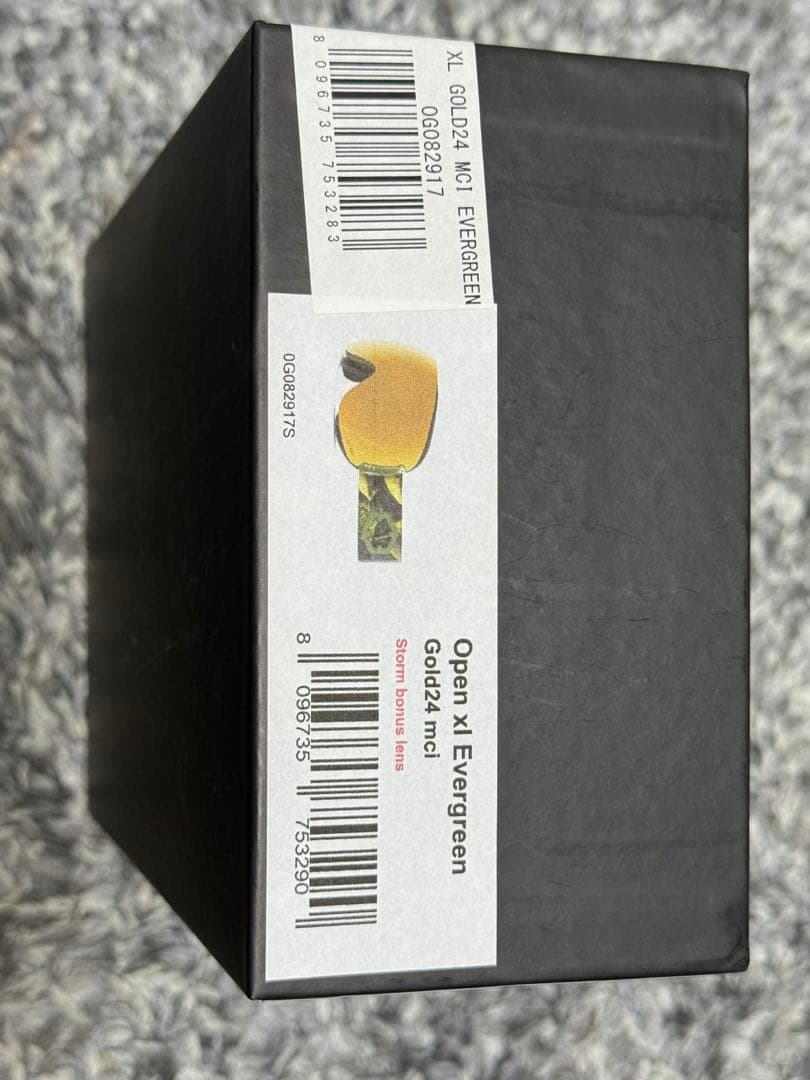 XL GOLD24 MCI EVERGREEN
0G082917
8 096735 753283
0G082917S
Open xl Evergreen
Gold24 mci
Storm bonus lens
8 096735 753290